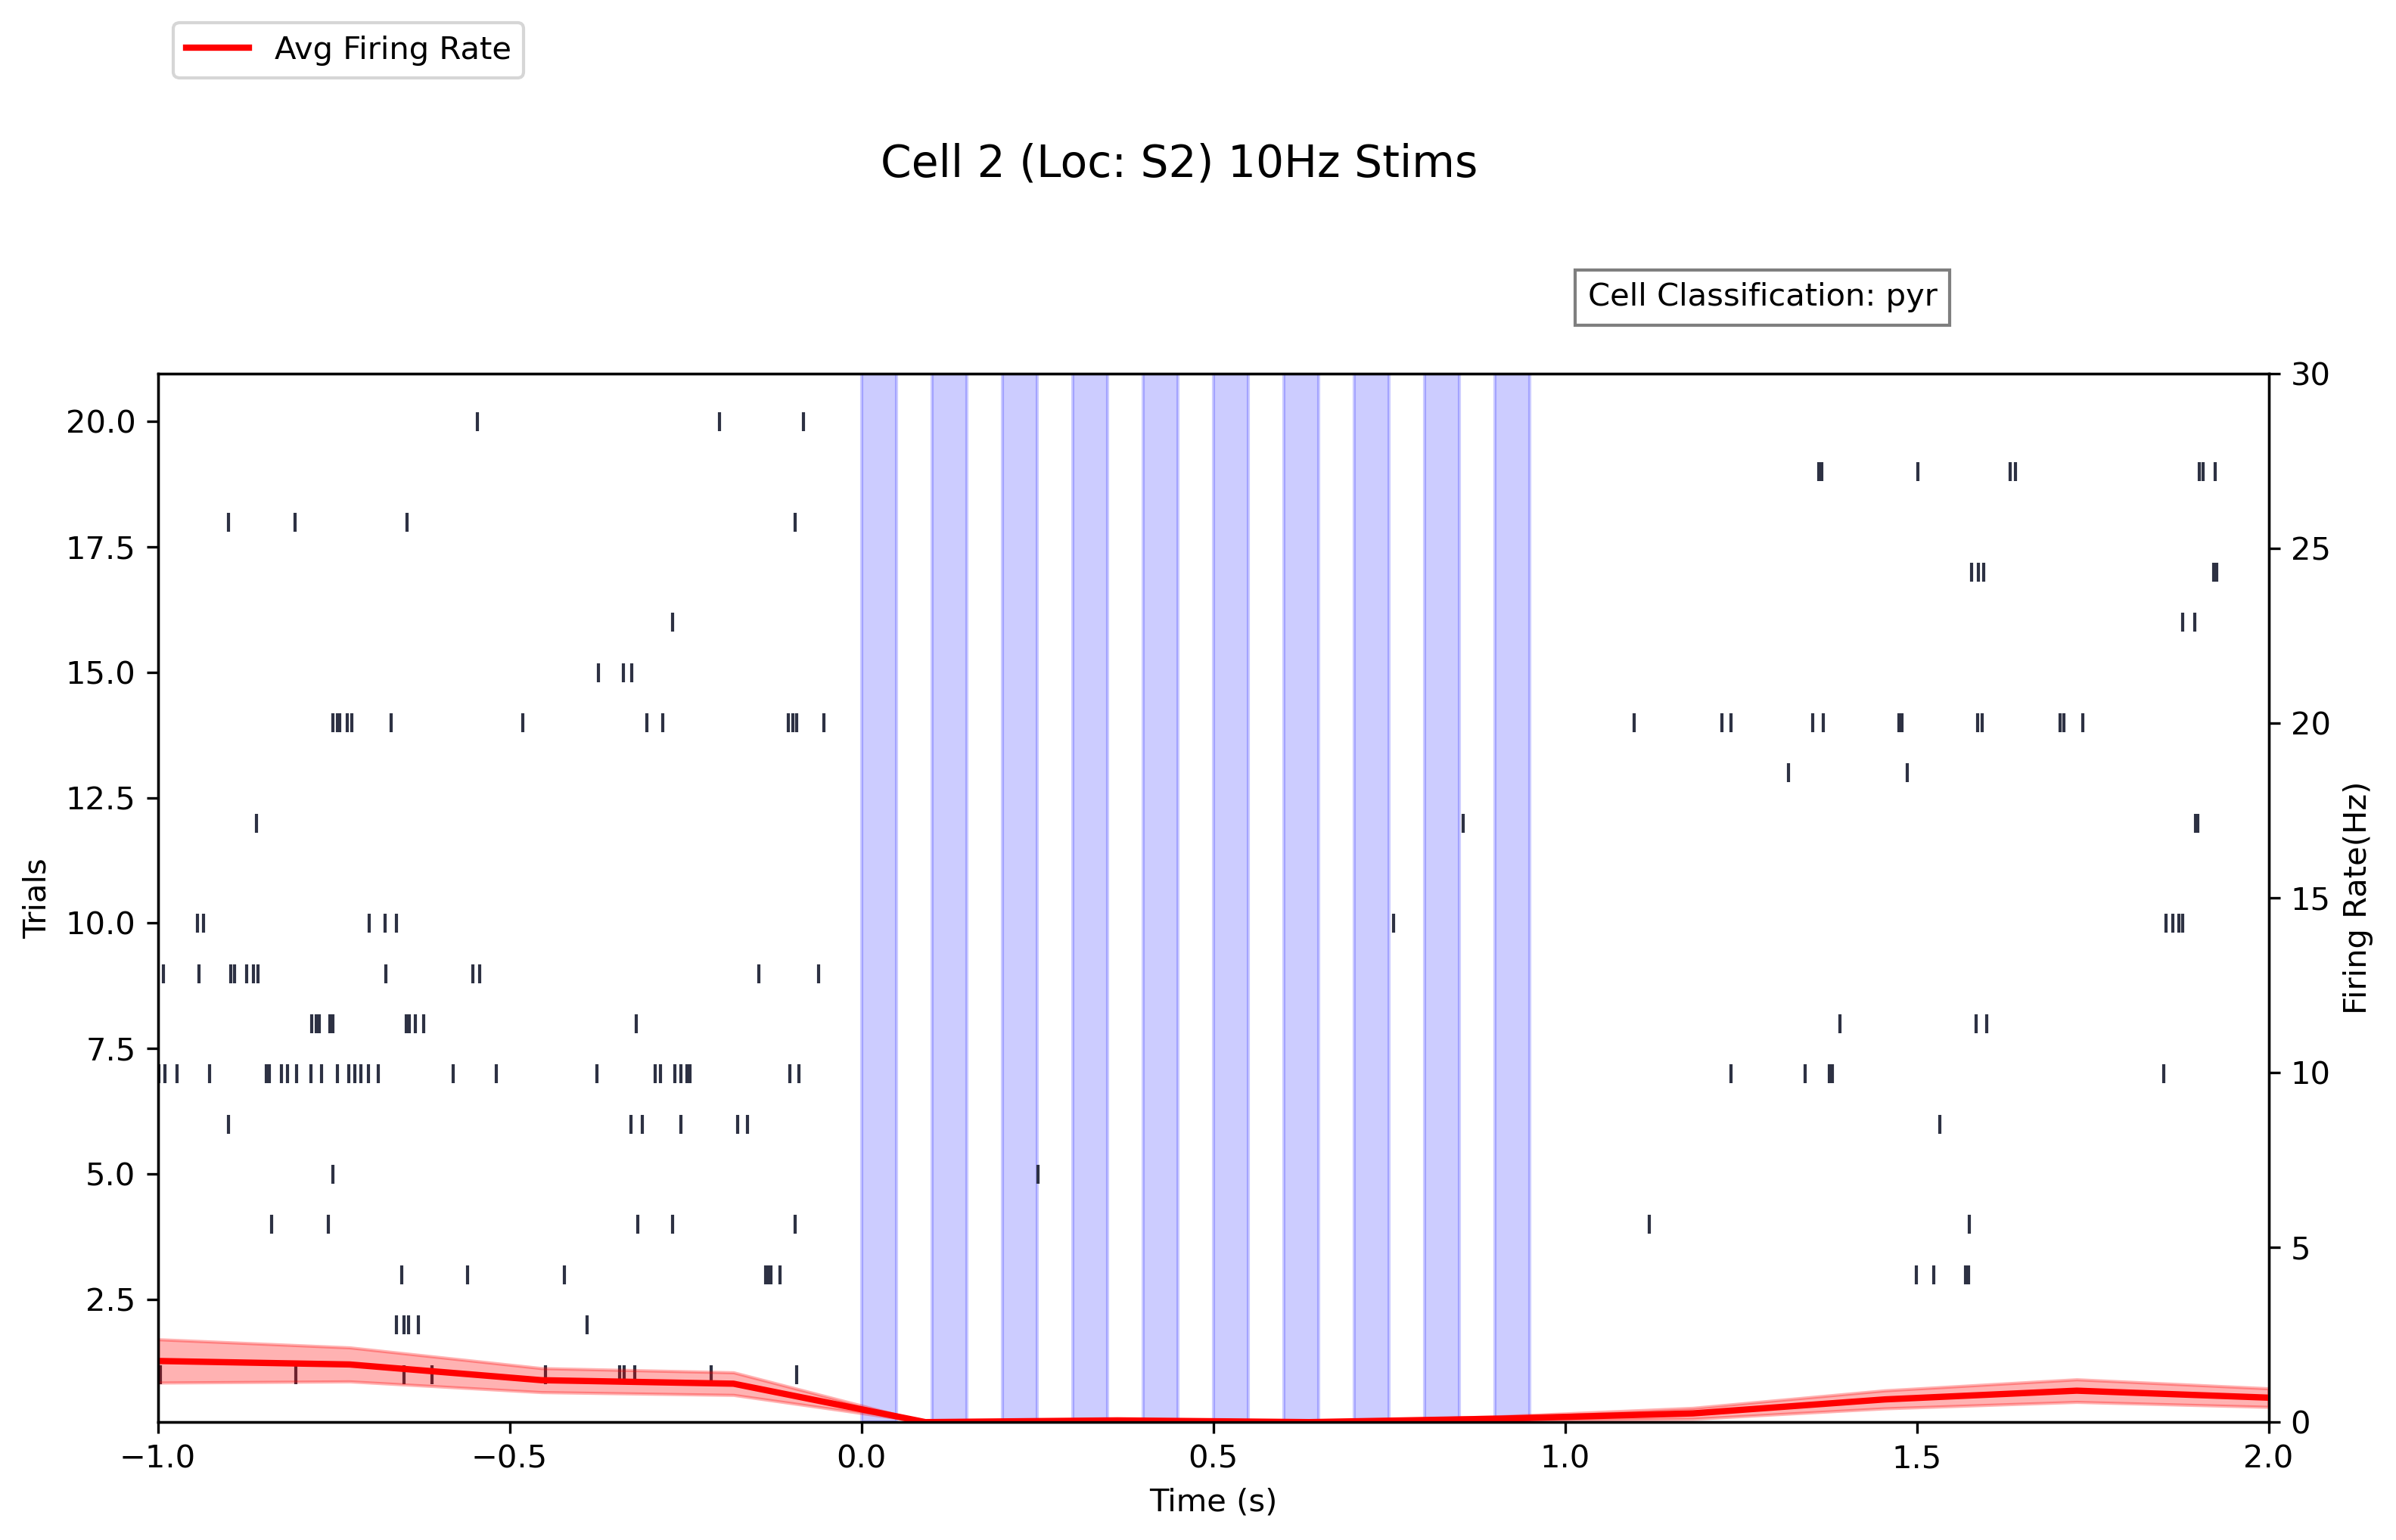 Avg Firing Rate
Cell 2 (Loc: S2) 10Hz Stims
Cell Classification: pyr
20.0
17.5
15.0
12.5
10.0
7.5
5.0
2.5
Trials
30
25
20
15
10
5
0
Firing Rate(Hz)
−1.0 −0.5 0.0 0.5 1.0 1.5 2.0
Time (s)